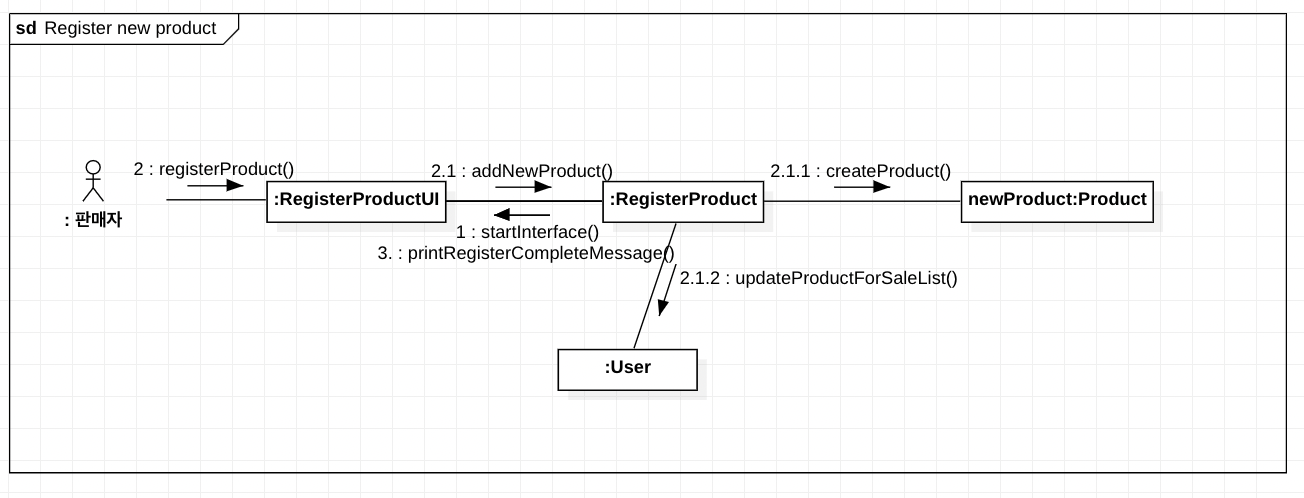 sd Register new product
2 : registerProduct()
2.1 : addNewProduct()
2.1.1 : createProduct()
: 판매자
:RegisterProductUI
:RegisterProduct
newProduct:Product
1 : startInterface()
3. : printRegisterCompleteMessage()
2.1.2 : updateProductForSaleList()
:User